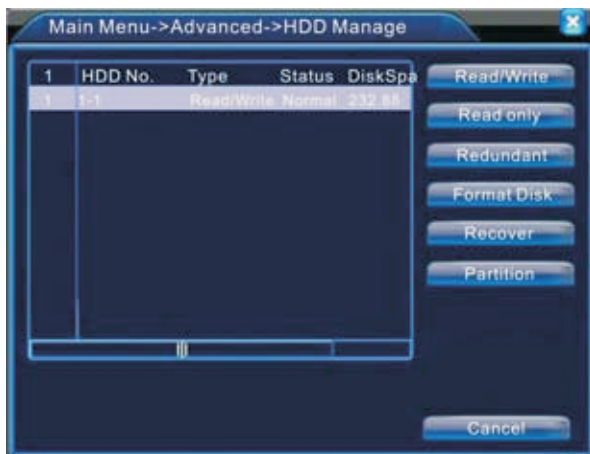 Main Menu->Advanced->HDD Manage
1 HDD No. Type Status DiskSpa
1 1-1 Read/Write Normal 232.88
Read/Write
Read only
Redundant
Format Disk
Recover
Partition
Cancel